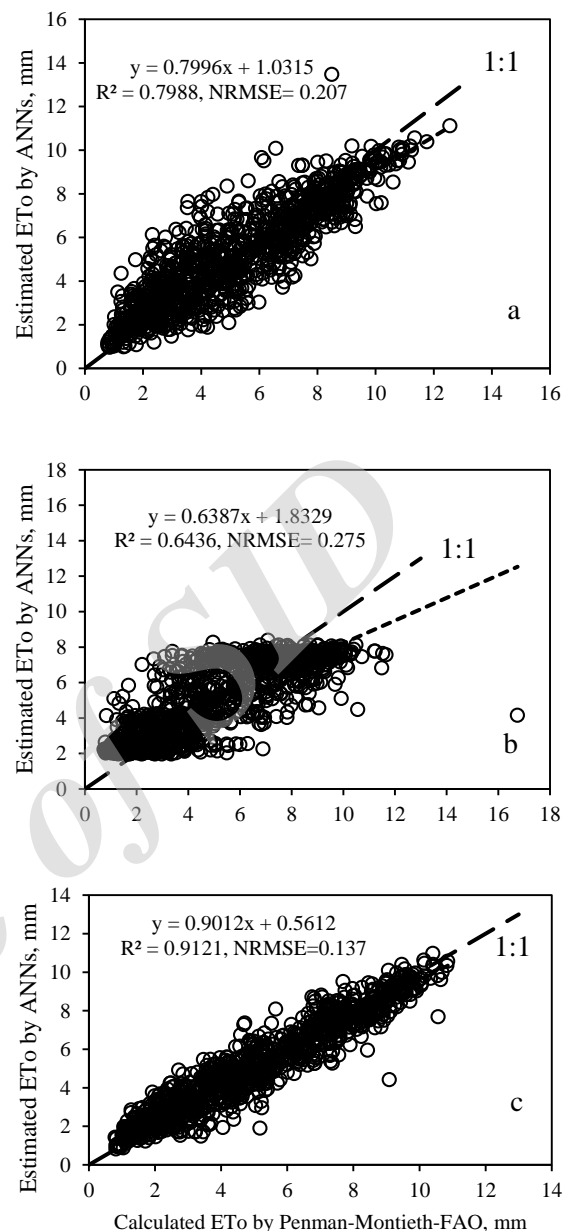 16
14
12
10
8
6
4
2
0
Estimated ETo by ANNs, mm
y = 0.7996x + 1.0315
R² = 0.7988, NRMSE= 0.207
1:1
a
0 2 4 6 8 10 12 14 16
18
16
14
12
10
8
6
4
2
0
Estimated ETo by ANNs, mm
y = 0.6387x + 1.8329
R² = 0.6436, NRMSE= 0.275
1:1
b
0 2 4 6 8 10 12 14 16 18
14
12
10
8
6
4
2
0
Estimated ETo by ANNs, mm
y = 0.9012x + 0.5612
R² = 0.9121, NRMSE=0.137
1:1
c
0 2 4 6 8 10 12 14
Calculated ETo by Penman-Montieth-FAO, mm
of SID